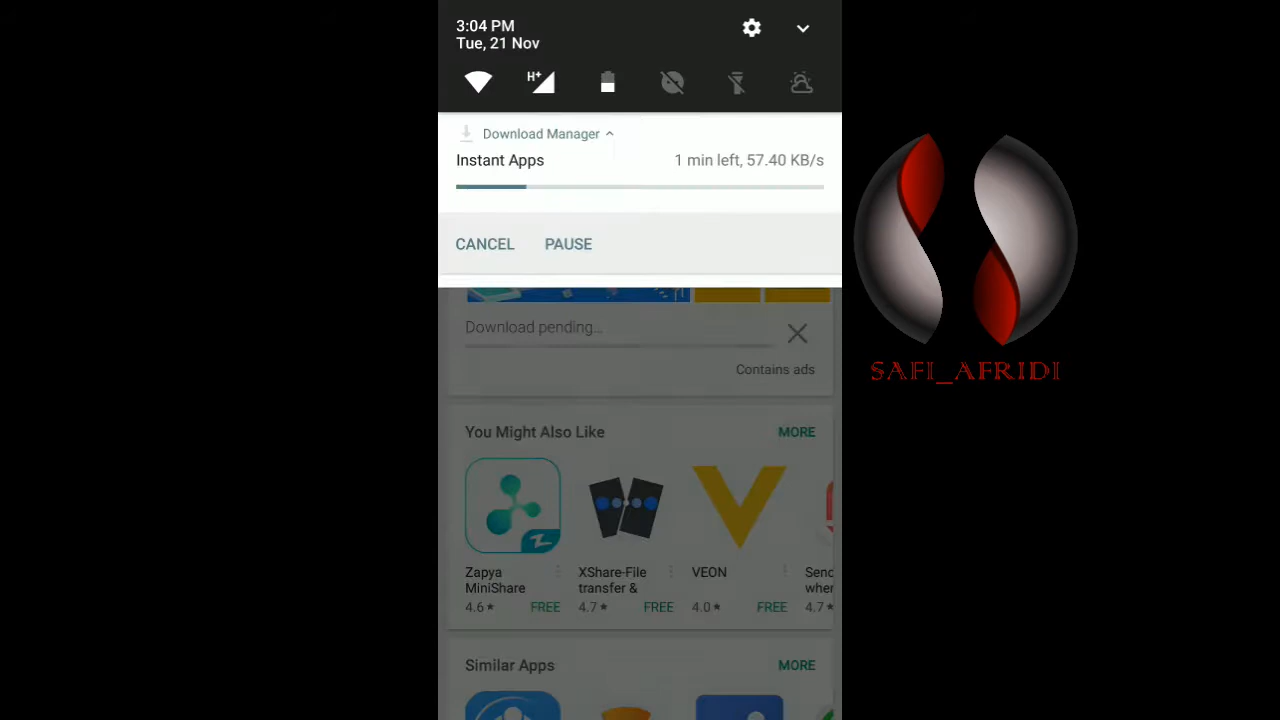 3:04 PM
Tue, 21 Nov
H+
Download Manager
Instant Apps 1 min left, 57.40 KB/s
CANCEL PAUSE
Download pending...
Contains ads
You Might Also Like MORE
Zapya MiniShare
4.6 FREE
XShare-File transfer &
4.7 FREE
VEON
4.0 FREE
Send
when
4.7
Similar Apps MORE
SAFI_AFRIDI